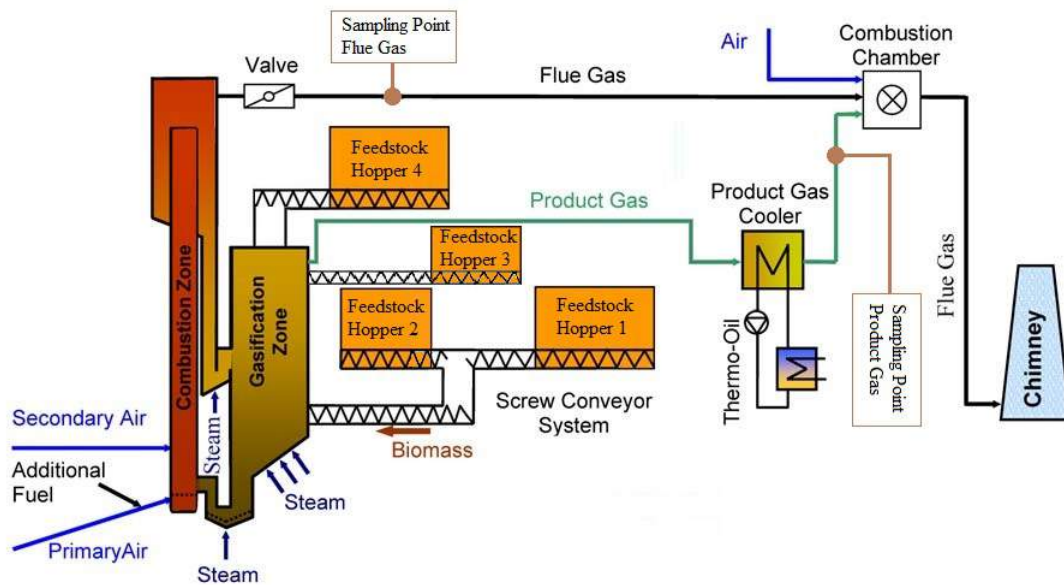 Sampling Point
Flue Gas
Combustion
Chamber
Air
Valve
Flue Gas
Feedstock
Hopper 4
Product Gas
Cooler
Product Gas
Feedstock
Hopper 3
Feedstock
Hopper 2
Feedstock
Hopper 1
Combustion Zone
Gasification
Zone
Thermo-Oil
Sampling Point
Product Gas
Flue Gas
Chimney
Screw Conveyor
System
Biomass
Secondary Air
Steam
Additional
Fuel
Steam
PrimaryAir
Steam